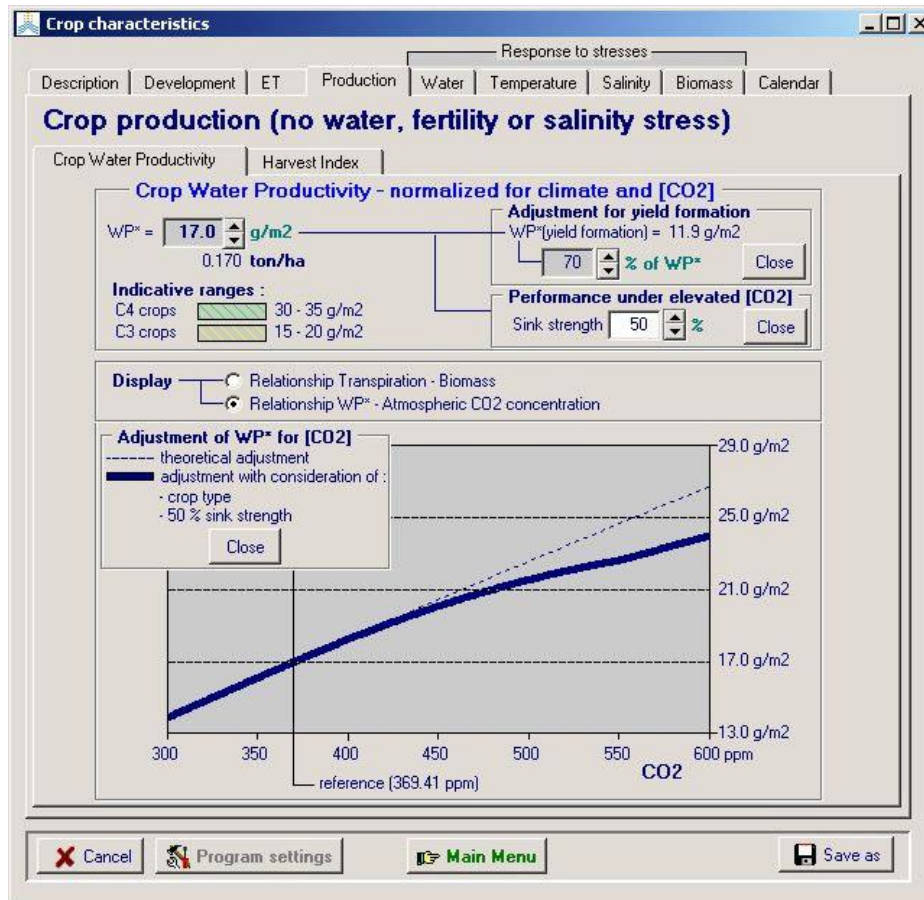 Crop characteristics
Response to stresses
Description Development ET Production Water Temperature Salinity Biomass Calendar
Crop production (no water, fertility or salinity stress)
Crop Water Productivity Harvest Index
Crop Water Productivity - normalized for climate and [CO2]
WP* = 17.0 g/m2
0.170 ton/ha
Indicative ranges :
C4 crops 30 - 35 g/m2
C3 crops 15 - 20 g/m2
Adjustment for yield formation
WP*(yield formation) = 11.9 g/m2
70 % of WP* Close
Performance under elevated [CO2]
Sink strength 50 % Close
Display Relationship Transpiration - Biomass
Relationship WP* - Atmospheric CO2 concentration
Adjustment of WP* for [CO2]
theoretical adjustment
adjustment with consideration of :
- crop type
- 50 % sink strength
Close
29.0 g/m2
25.0 g/m2
21.0 g/m2
17.0 g/m2
13.0 g/m2
300 350 400 450 500 550 600 ppm
CO2
reference (369.41 ppm)
Cancel Program settings Main Menu Save as